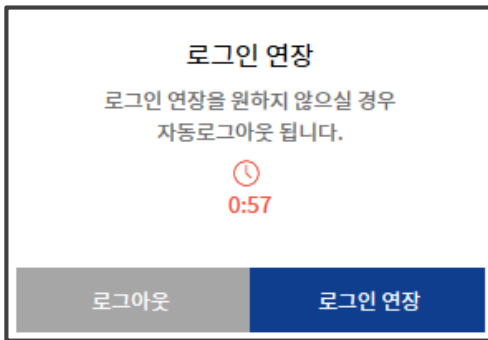 로그인 연장
로그인 연장을 원하지 않으실 경우
자동로그아웃 됩니다.
0:57
로그아웃
로그인 연장